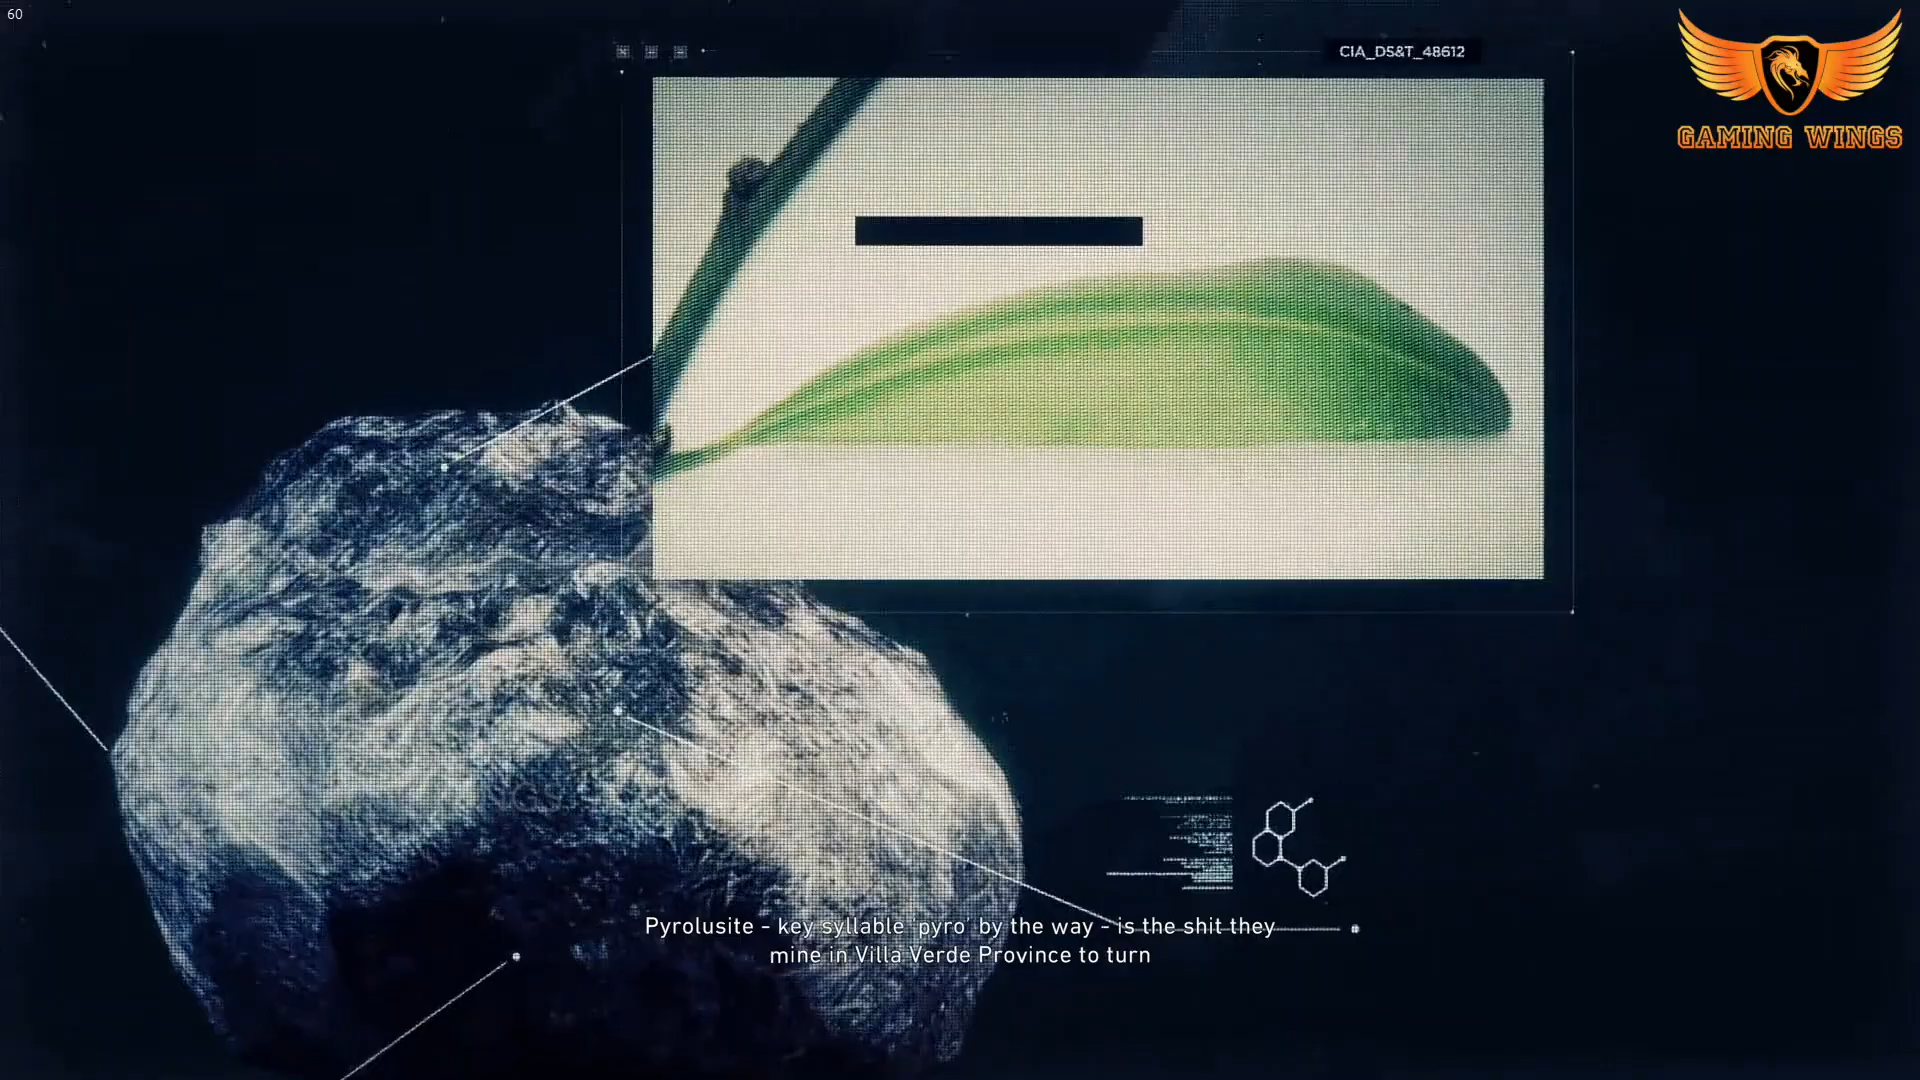 60
CIA_DS&T_48612
GAMING WINGS
Pyrolusite - key syllable 'pyro' by the way - is the shit they
mine in Villa Verde Province to turn